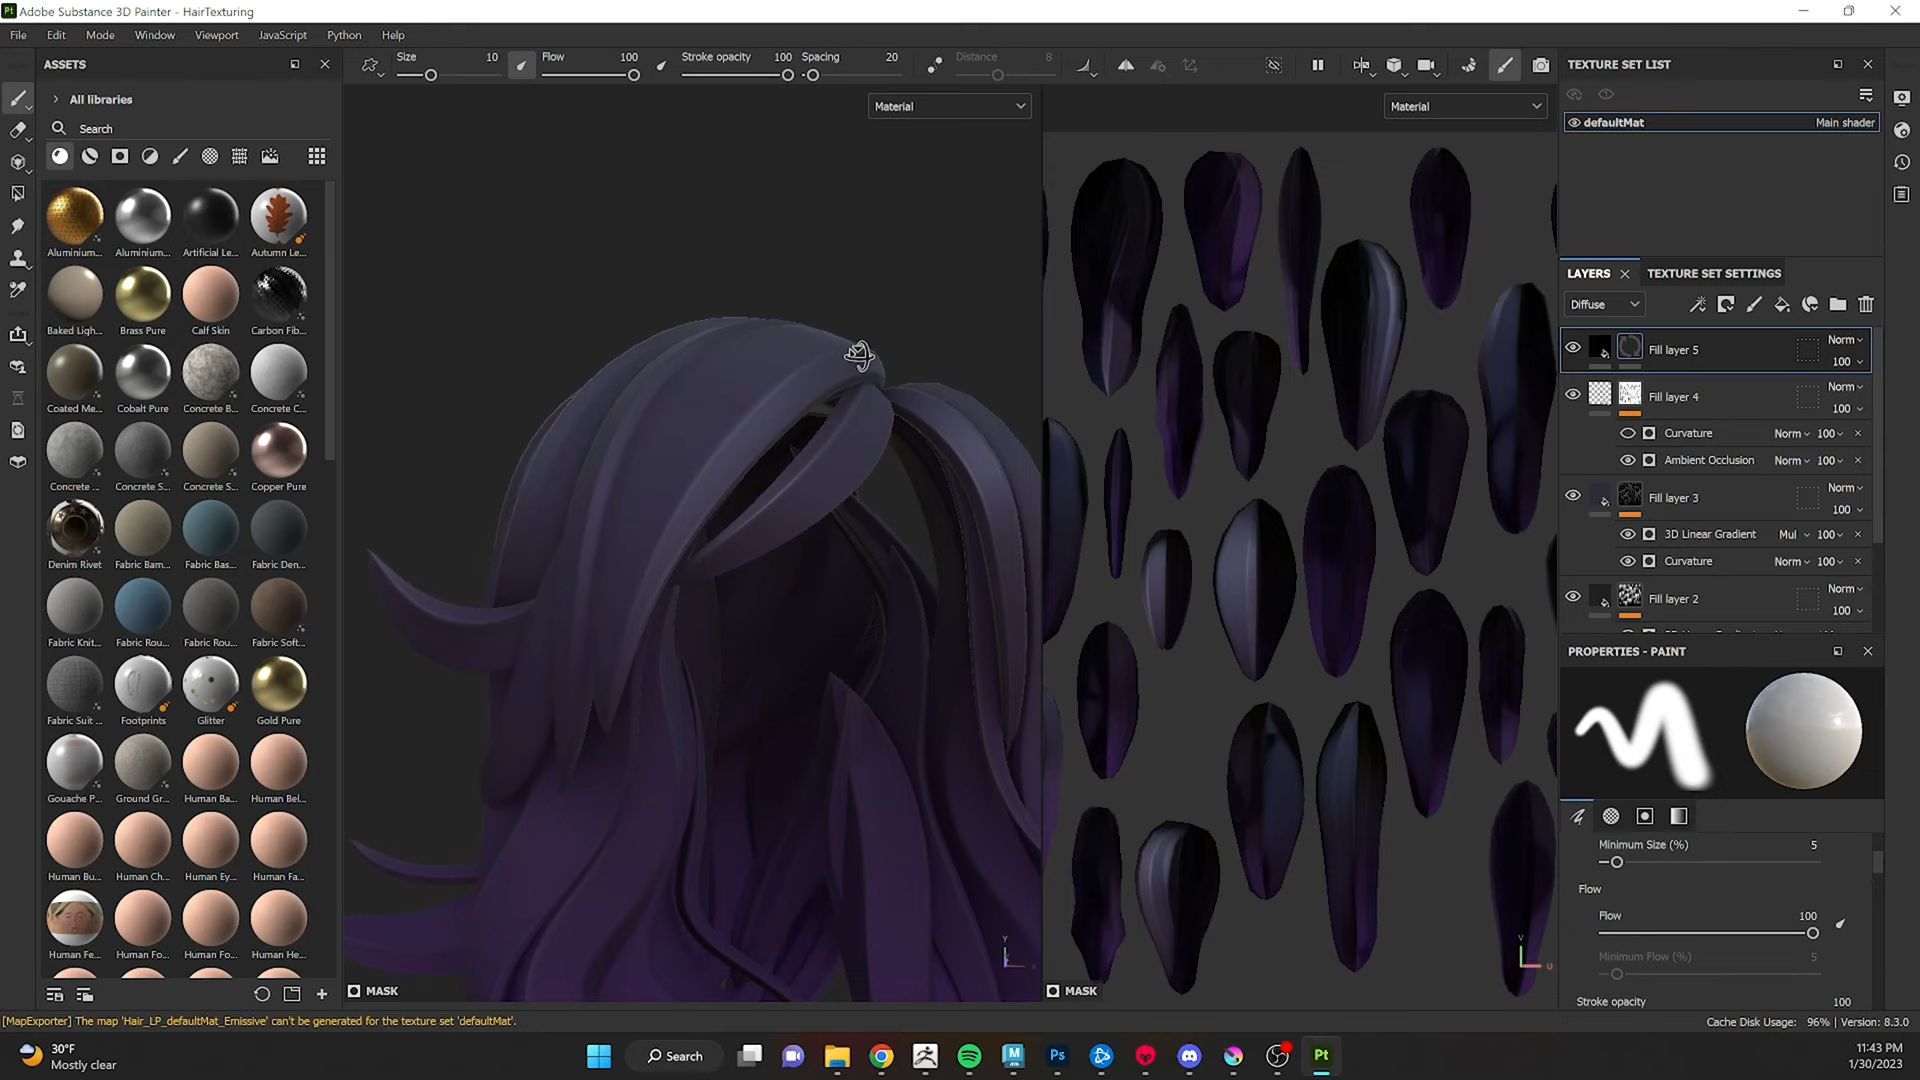 Adobe Substance 3D Painter - HairTexturing
File Edit Mode Window Viewport JavaScript Python Help
ASSETS
All libraries
Search
Aluminium... Aluminium... Artificial Le... Autumn Le...
Baked Ligh... Brass Pure Calf Skin Carbon Fib...
Coated Me... Cobalt Pure Concrete B... Concrete C...
Concrete ... Concrete S... Concrete S... Copper Pure
Denim Rivet Fabric Bam... Fabric Bas... Fabric Den...
Fabric Knit... Fabric Rou... Fabric Rou... Fabric Soft...
Fabric Suit ... Footprints Glitter Gold Pure
Gouache P... Ground Gr... Human Ba... Human Bel...
Human Bu... Human Ch... Human Ey... Human Fa...
Human Fe... Human Fo... Human Fo... Human He...
Size 10 Flow 100 Stroke opacity 100 Spacing 20 Distance 8
Material
Material
MASK
MASK
TEXTURE SET LIST
defaultMat Main shader
LAYERS TEXTURE SET SETTINGS
Diffuse
Fill layer 5 Norm 100
Fill layer 4 Norm 100
Curvature Norm 100
Ambient Occlusion Norm 100
Fill layer 3 Norm 100
3D Linear Gradient Mul 100
Curvature Norm 100
Fill layer 2 Norm 100
PROPERTIES - PAINT
Minimum Size (%) 5
Flow
Flow 100
Minimum Flow (%) 5
Stroke opacity 100
[MapExporter] The map 'Hair_LP_defaultMat_Emissive' can't be generated for the texture set 'defaultMat'.
Cache Disk Usage: 96% | Version: 8.3.0
30°F
Mostly clear
Search
11:43 PM
1/30/2023